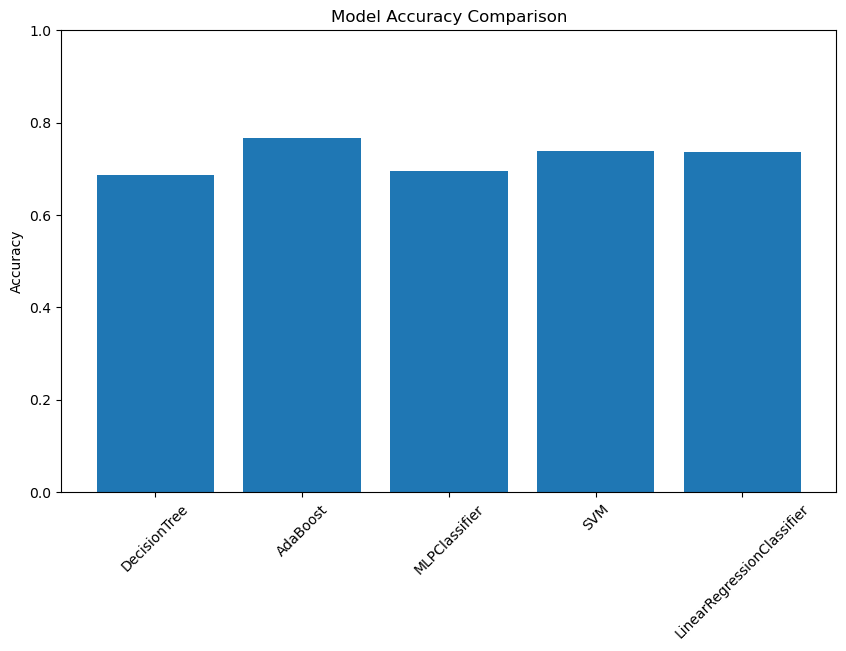 Model Accuracy Comparison
Accuracy
1.0
0.8
0.6
0.4
0.2
0.0
DecisionTree
AdaBoost
MLPClassifier
SVM
LinearRegressionClassifier